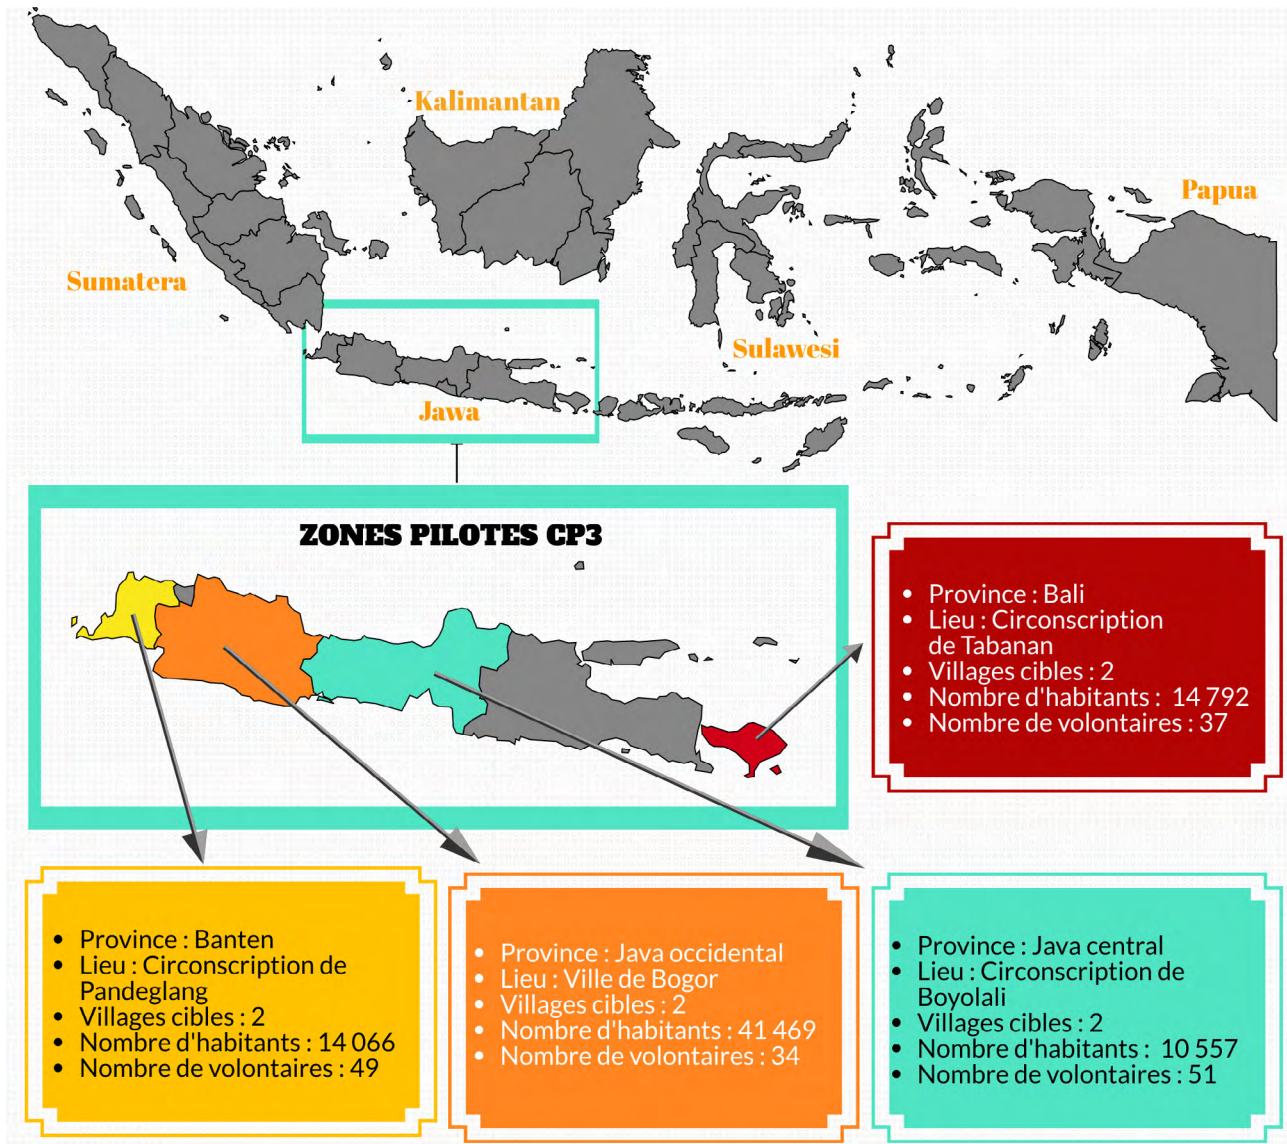 Kalimantan
Papua
Sumatera
Sulawesi
Jawa
ZONES PILOTES CP3
• Province : Bali
• Lieu : Circonscription
de Tabanan
• Villages cibles : 2
• Nombre d'habitants : 14 792
• Nombre de volontaires : 37
• Province : Banten
• Lieu : Circonscription de
Pandeglang
• Villages cibles : 2
• Nombre d'habitants : 14 066
• Nombre de volontaires : 49
• Province : Java occidental
• Lieu : Ville de Bogor
• Villages cibles : 2
• Nombre d'habitants : 41 469
• Nombre de volontaires : 34
• Province : Java central
• Lieu : Circonscription de
Boyolali
• Villages cibles : 2
• Nombre d'habitants : 10 557
• Nombre de volontaires : 51